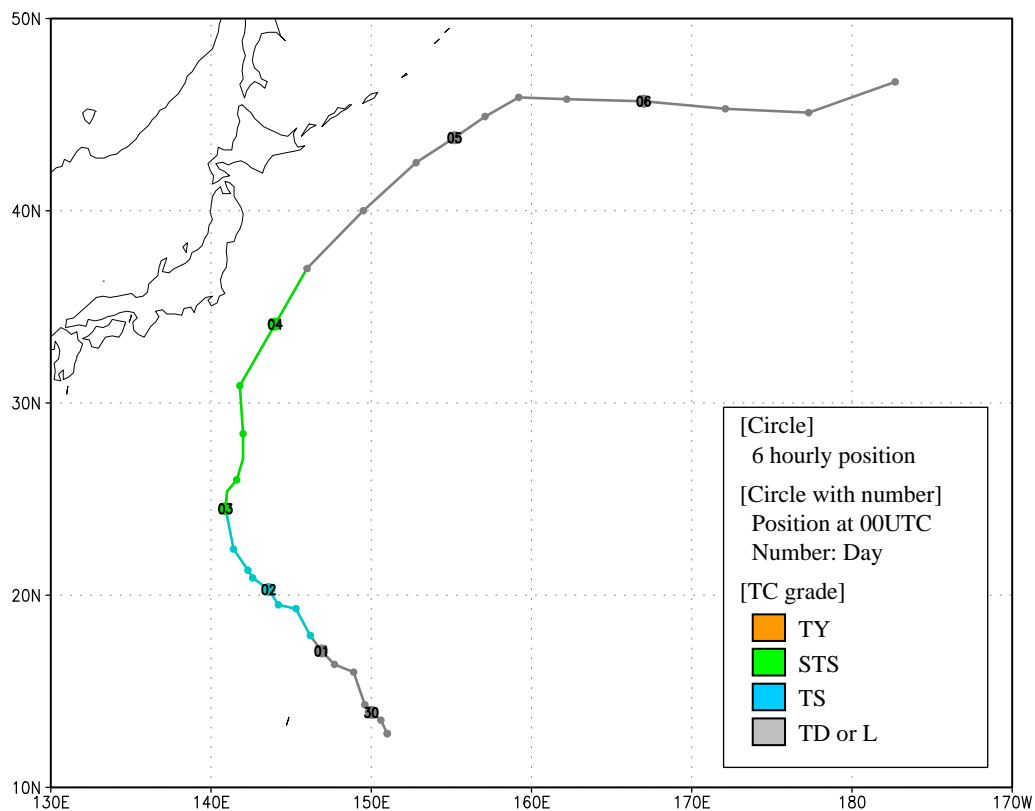 50N
40N
30N
20N
10N
130E 140E 150E 160E 170E 180 170W
06
05
04
03
02
01
30
[Circle]
6 hourly position
[Circle with number]
Position at 00UTC
Number: Day
[TC grade]
TY
STS
TS
TD or L